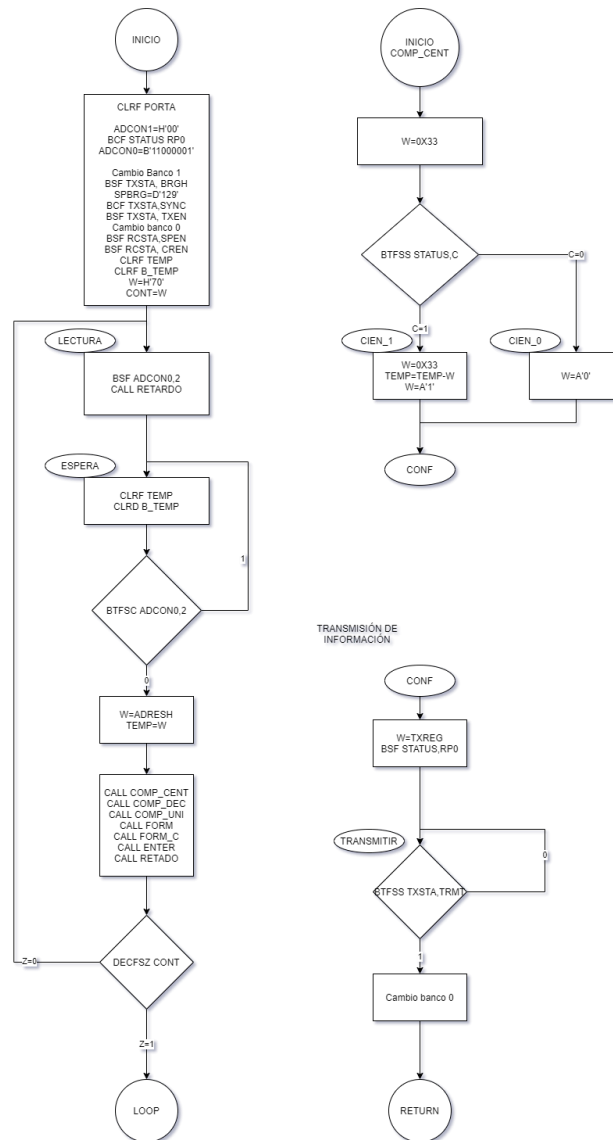 INICIO
CLRF PORTA
ADCON1=H'00'
BCF STATUS RP0
ADCON0=B'11000001'
Cambio Banco 1
BSF TXSTA, BRGH
SPBRG=D'129'
BCF TXSTA,SYNC
BSF TXSTA, TXEN
Cambio banco 0
BSF RCSTA,SPEN
BSF RCSTA, CREN
CLRF TEMP
CLRF B_TEMP
W=H'70'
CONT=W
LECTURA
BSF ADCON0,2
CALL RETARDO
ESPERA
CLRF TEMP
CLRD B_TEMP
1
BTFSC ADCON0,2
0
W=ADRESH
TEMP=W
CALL COMP_CENT
CALL COMP_DEC
CALL COMP_UNI
CALL FORM
CALL FORM_C
CALL ENTER
CALL RETADO
DECFSZ CONT
Z=0
Z=1
LOOP
INICIO
COMP_CENT
W=0X33
BTFSS STATUS,C
C=0
C=1
CIEN_1
CIEN_0
W=0X33
TEMP=TEMP-W
W=A'1'
W=A'0'
CONF
TRANSMISIÓN DE
INFORMACIÓN
CONF
W=TXREG
BSF STATUS,RP0
TRANSMITIR
0
BTFSS TXSTA,TRMT
1
Cambio banco 0
RETURN